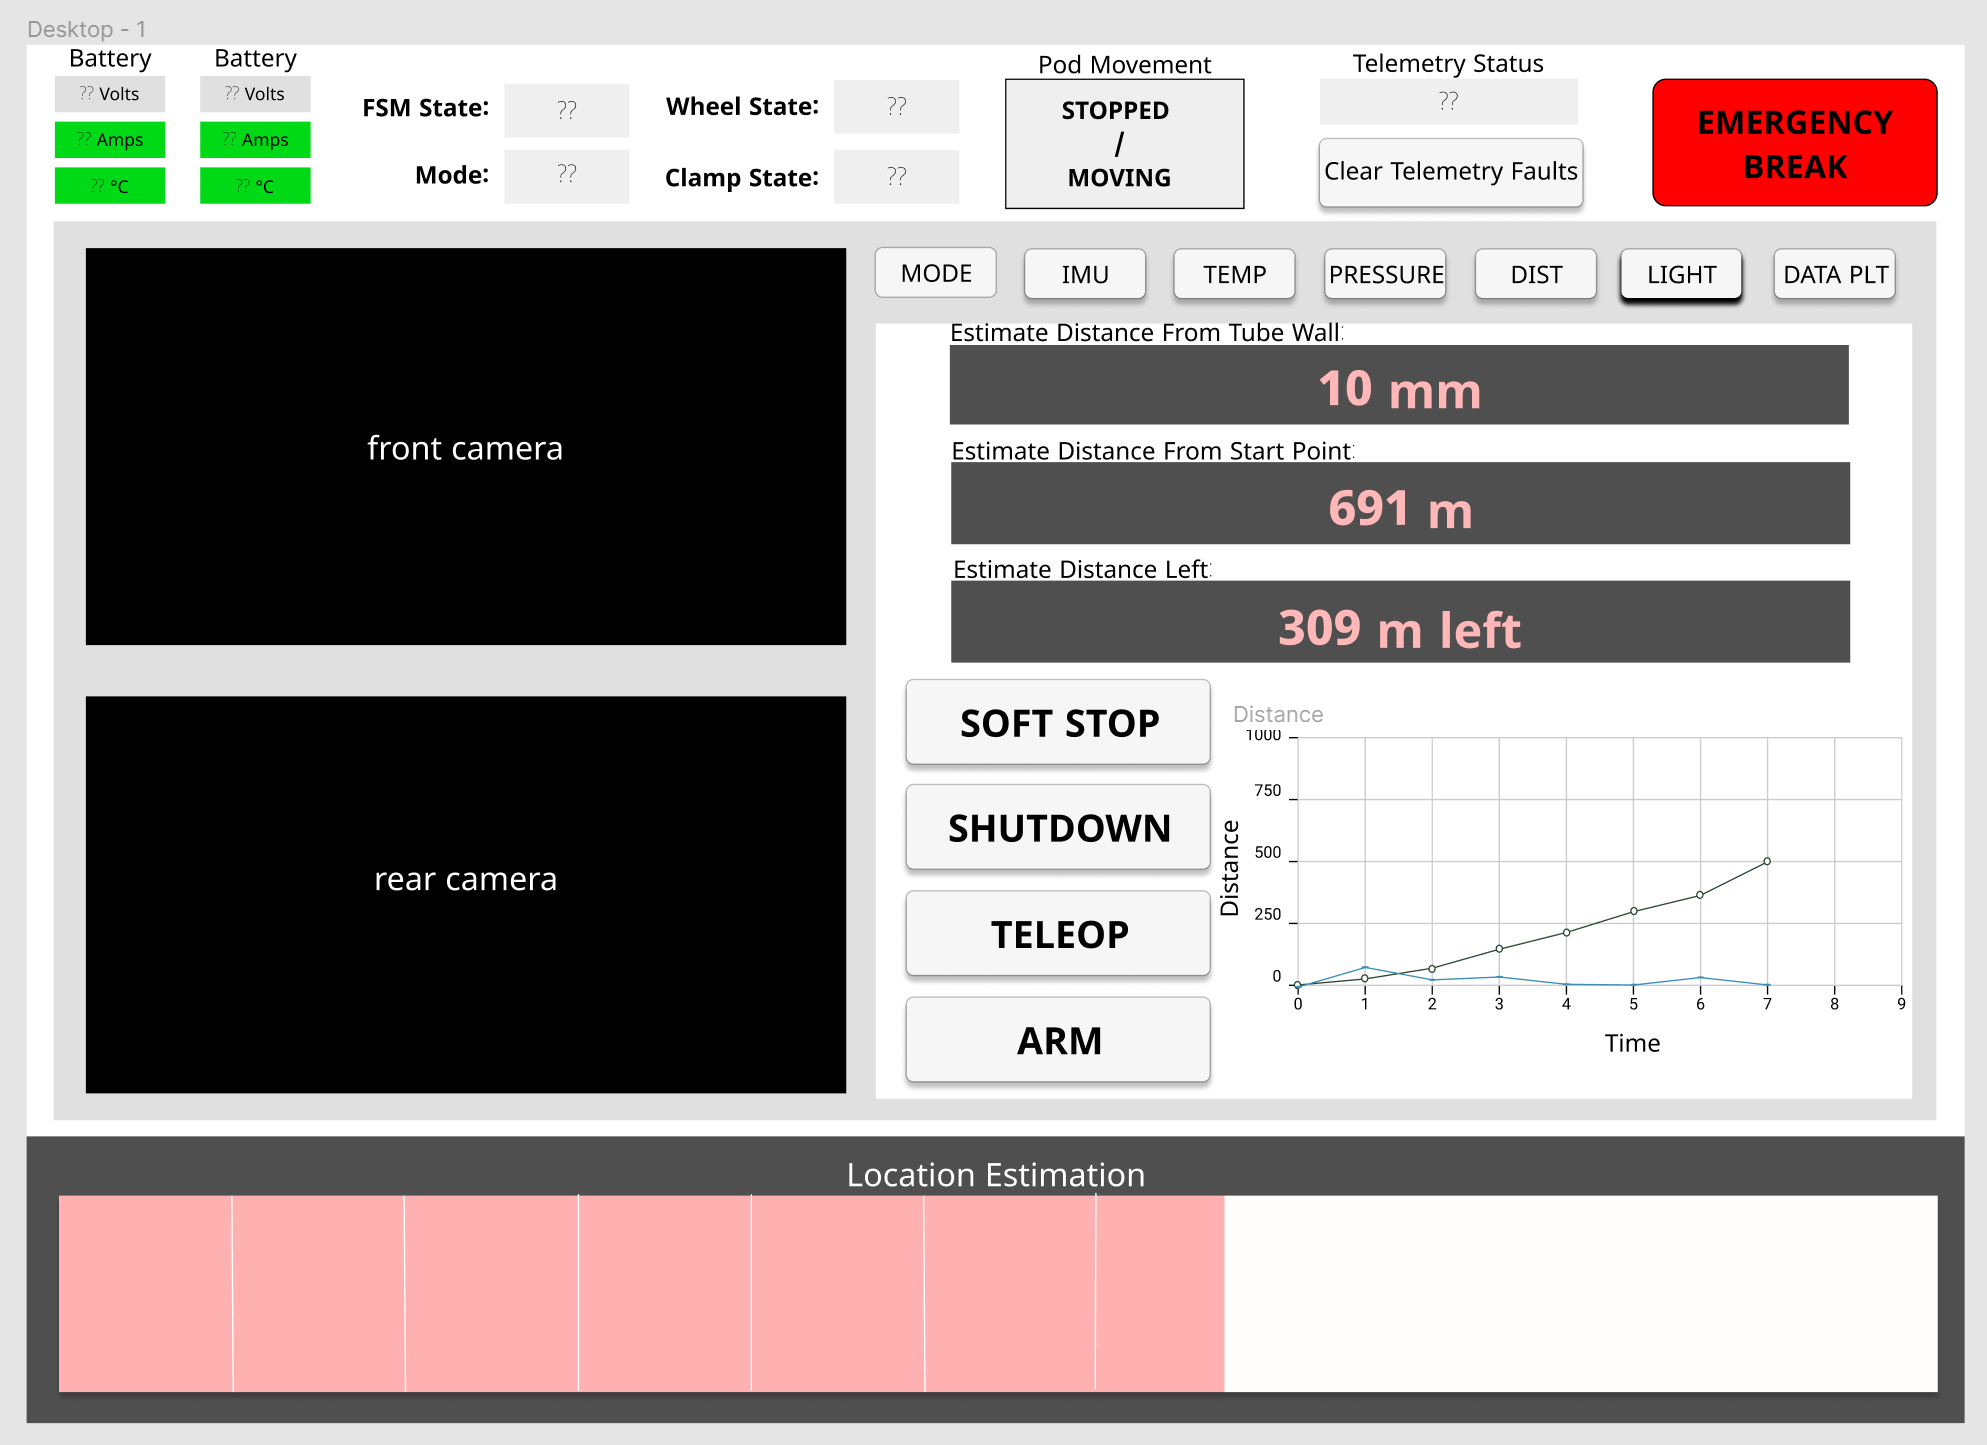 Desktop - 1
Battery
?? Volts
?? Amps
?? °C
Battery
?? Volts
?? Amps
?? °C
FSM State: ??
Mode: ??
Wheel State: ??
Clamp State: ??
Pod Movement
STOPPED
/
MOVING
Telemetry Status
??
Clear Telemetry Faults
EMERGENCY
BREAK
front camera
rear camera
MODE IMU TEMP PRESSURE DIST LIGHT DATA PLT
Estimate Distance From Tube Wall:
10 mm
Estimate Distance From Start Point:
691 m
Estimate Distance Left:
309 m left
SOFT STOP
SHUTDOWN
TELEOP
ARM
Distance
1000
750
500
250
0
Distance
0 1 2 3 4 5 6 7 8 9
Time
Location Estimation